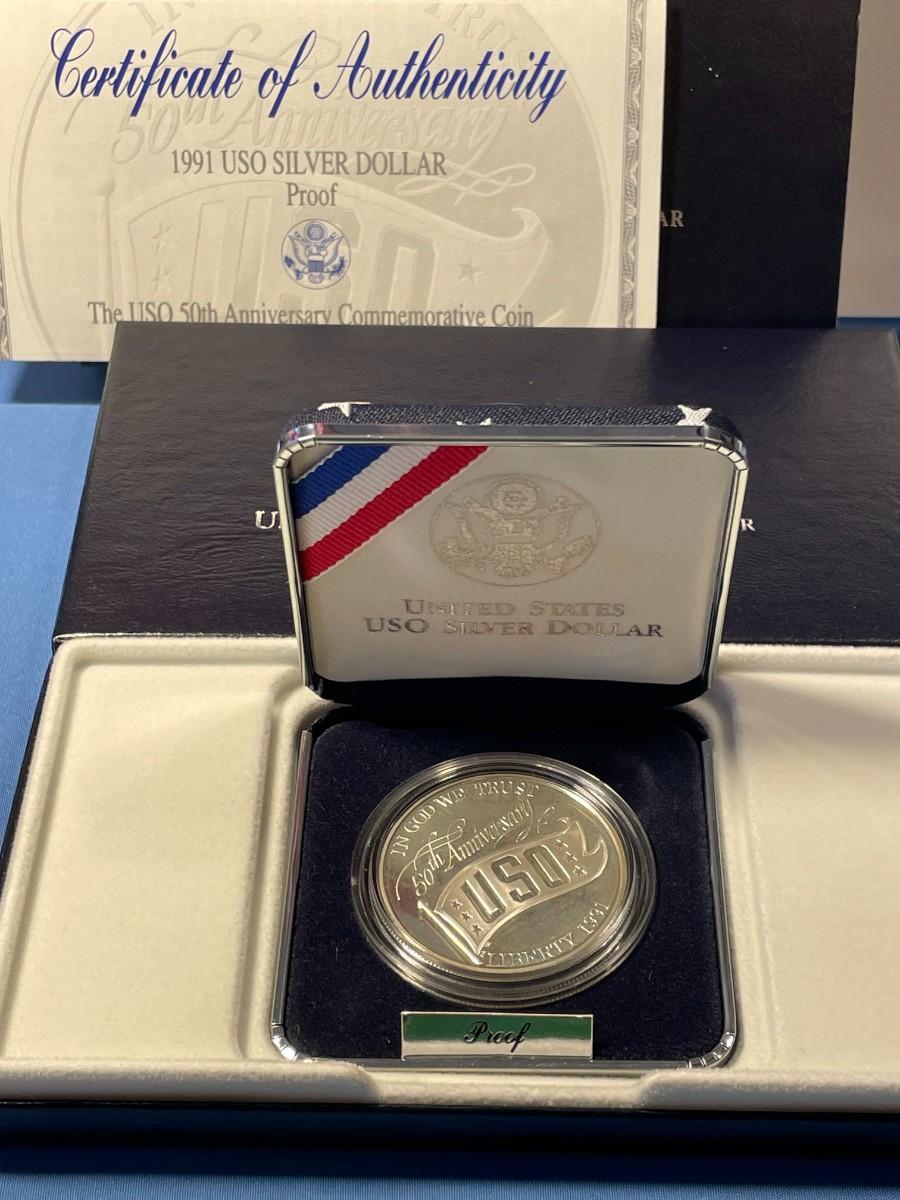 Certificate of Authenticity
1991 USO SILVER DOLLAR
Proof
The USO 50th Anniversary Commemorative Coin
AR
U
R
UNITED STATES
USO SILVER DOLLAR
IN GOD WE TRUST
50th Anniversary
USO
LIBERTY 1991
Proof